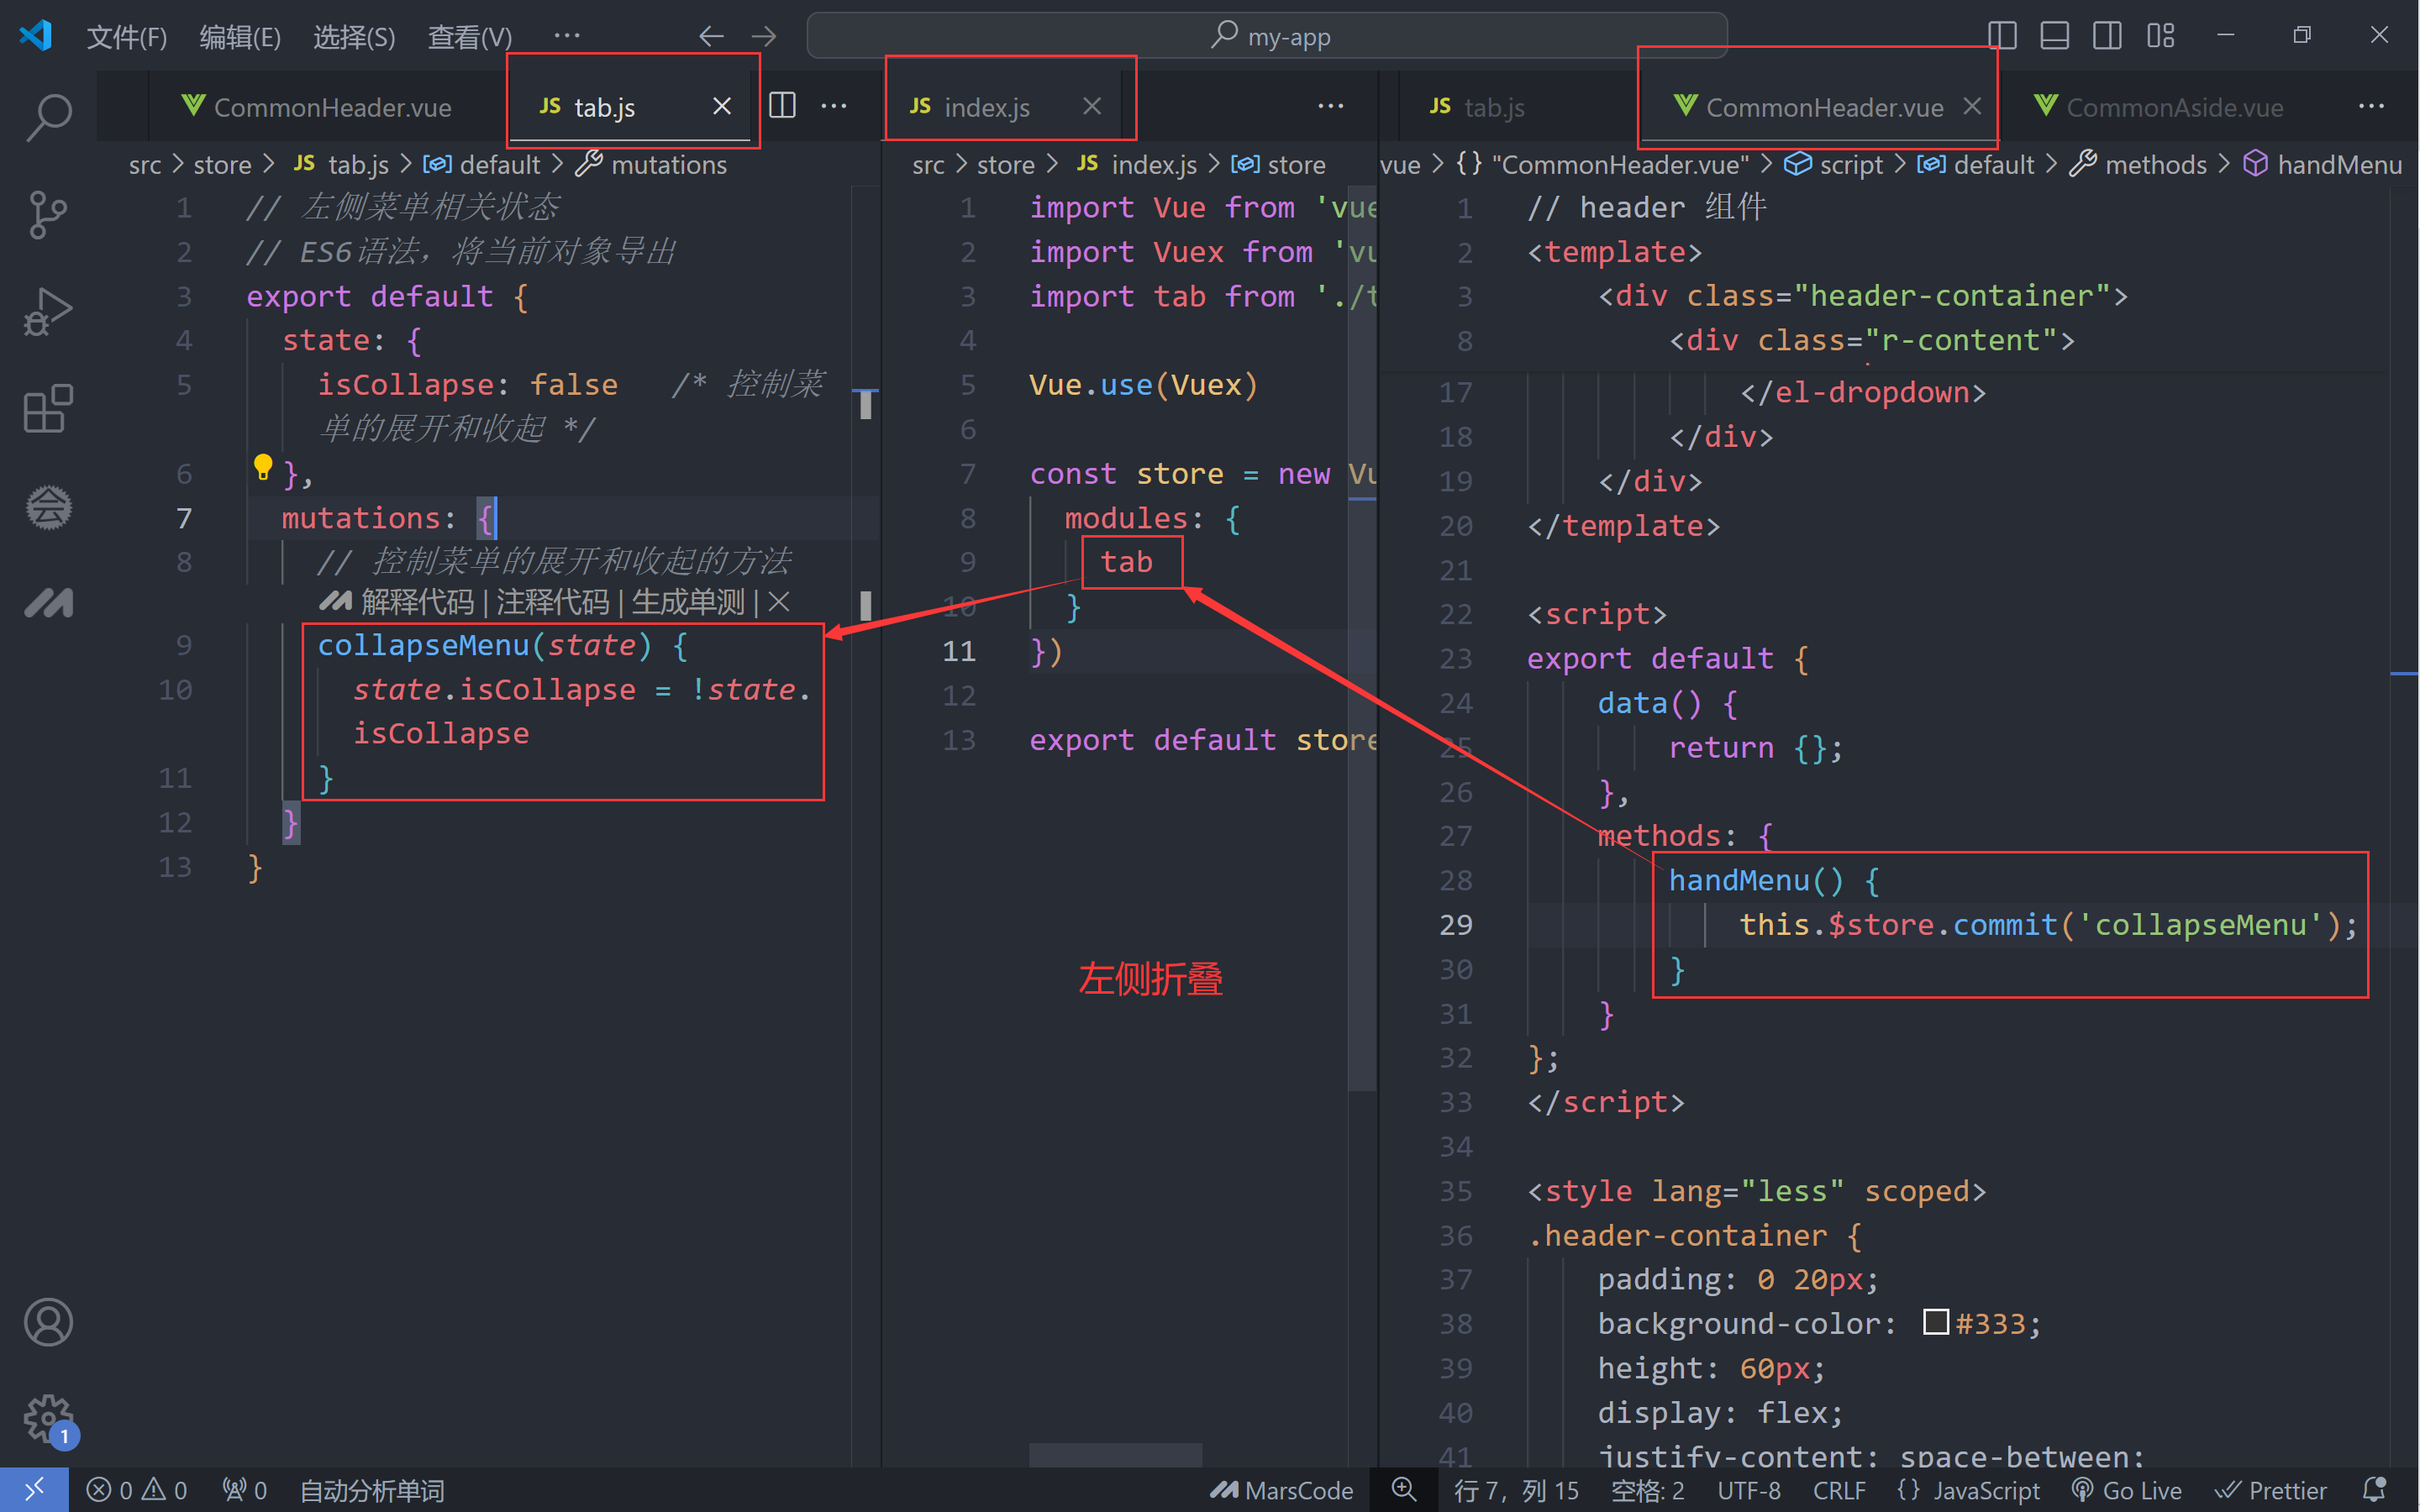 文件(F) 编辑(E) 选择(S) 查看(V) ··· my-app
CommonHeader.vue
JS tab.js
src > store > JS tab.js > default > mutations
1 // 左侧菜单相关状态
2 // ES6语法，将当前对象导出
3 export default {
4 state: {
5 isCollapse: false /* 控制菜
单的展开和收起 */
6 },
7 mutations: {
8 // 控制菜单的展开和收起的方法
解释代码 | 注释代码 | 生成单测 |
9 collapseMenu(state) {
10 state.isCollapse = !state.
isCollapse
11 }
12 }
13 }
JS index.js
src > store > JS index.js > store
1 import Vue from 'vue
2 import Vuex from 'vu
3 import tab from './t
4
5 Vue.use(Vuex)
6
7 const store = new Vu
8 modules: {
9 tab
10 }
11 })
12
13 export default store
左侧折叠
JS tab.js
CommonHeader.vue
CommonAside.vue
vue > {} "CommonHeader.vue" > script > default > methods > handMenu
1 // header 组件
2 <template>
3 <div class="header-container">
8 <div class="r-content">
17 </el-dropdown>
18 </div>
19 </div>
20 </template>
21
22 <script>
23 export default {
24 data() {
25 return {};
26 },
27 methods: {
28 handMenu() {
29 this.$store.commit('collapseMenu');
30 }
31 }
32 };
33 </script>
34
35 <style lang="less" scoped>
36 .header-container {
37 padding: 0 20px;
38 background-color: #333;
39 height: 60px;
40 display: flex;
41 justify-content: space-between;
1
0 0 0 自动分析单词 MarsCode 行 7，列 15 空格: 2 UTF-8 CRLF {} JavaScript Go Live Prettier